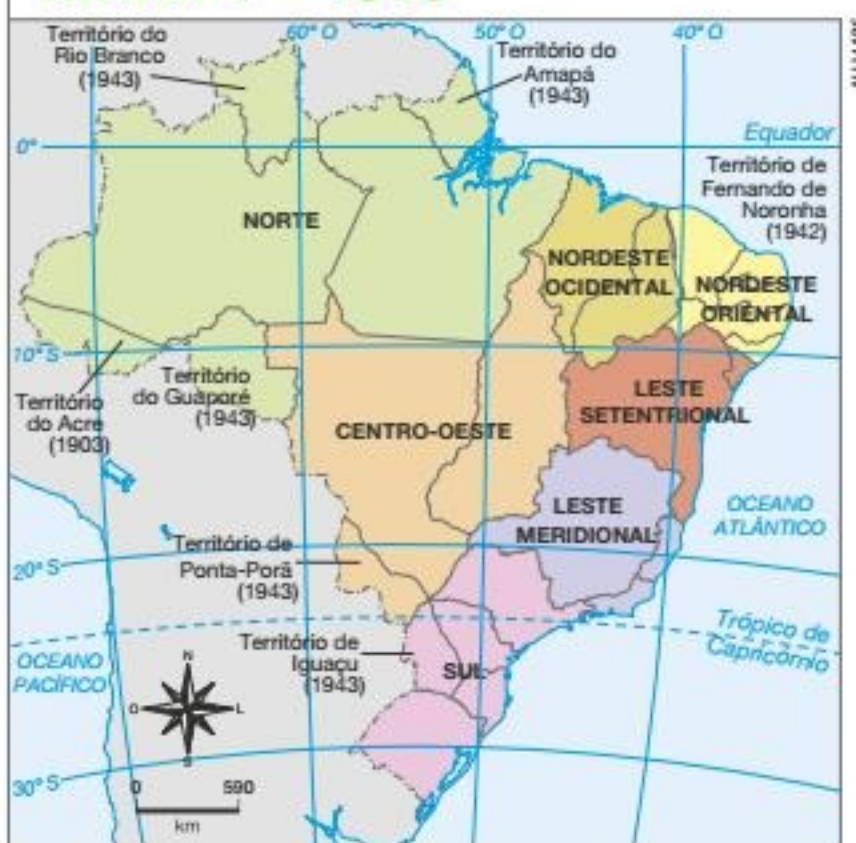 Território do
Rio Branco
(1943)
60° O
50° O
40° O
Território do
Amapá
(1943)
0°
Equador
Território de
Fernando de
Noronha
(1942)
NORTE
NORDESTE
OCIDENTAL
NORDESTE
ORIENTAL
10° S
Território
do Acre
(1903)
Território
do Guaporé
(1943)
LESTE
SETENTRIONAL
CENTRO-OESTE
LESTE
MERIDIONAL
OCEANO
ATLÂNTICO
20° S
Território de
Ponta-Porã
(1943)
Trópico de
Capricórnio
Território de
Iguaçu
(1943)
OCEANO
PACÍFICO
SUL
N
O
L
S
30° S
0
590
km